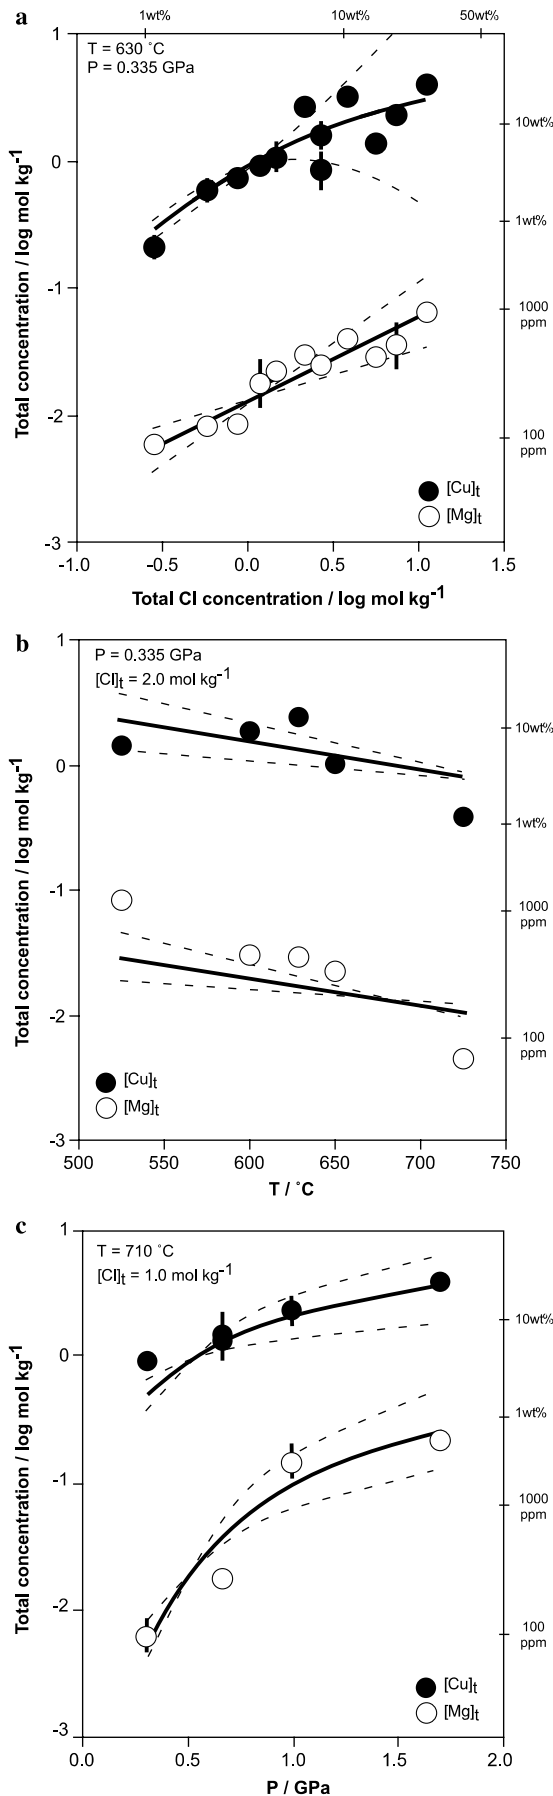 a
1wt% 10wt% 50wt%
T = 630 ˚C
P = 0.335 GPa
1
0
-1
-2
-3
Total concentration / log mol kg-1
10wt%
1wt%
1000
ppm
100
ppm
[Cu]t
[Mg]t
-1.0 -0.5 0.0 0.5 1.0 1.5
Total Cl concentration / log mol kg-1
b
P = 0.335 GPa
[Cl]t = 2.0 mol kg-1
1
0
-1
-2
-3
Total concentration / log mol kg-1
10wt%
1wt%
1000
ppm
100
ppm
[Cu]t
[Mg]t
500 550 600 650 700 750
T / ˚C
c
T = 710 ˚C
[Cl]t = 1.0 mol kg-1
1
0
-1
-2
-3
Total concentration / log mol kg-1
10wt%
1wt%
1000
ppm
100
ppm
[Cu]t
[Mg]t
0.0 0.5 1.0 1.5 2.0
P / GPa